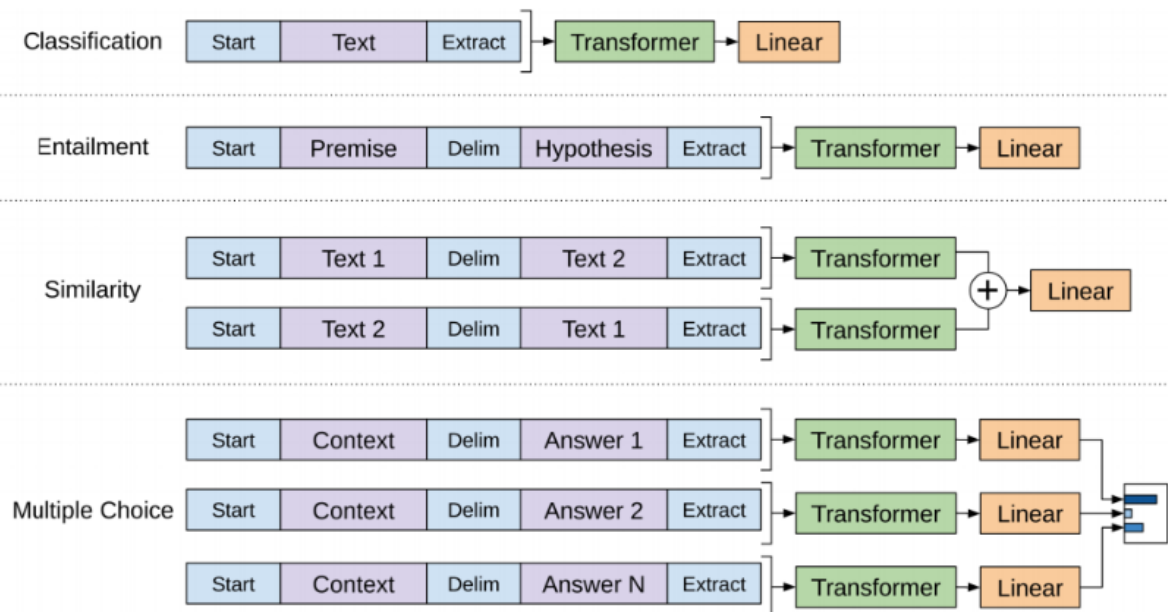 Classification Start Text Extract Transformer Linear
Entailment Start Premise Delim Hypothesis Extract Transformer Linear
Similarity
Start Text 1 Delim Text 2 Extract Transformer
+ Linear
Start Text 2 Delim Text 1 Extract Transformer
Multiple Choice
Start Context Delim Answer 1 Extract Transformer Linear
Start Context Delim Answer 2 Extract Transformer Linear
Start Context Delim Answer N Extract Transformer Linear